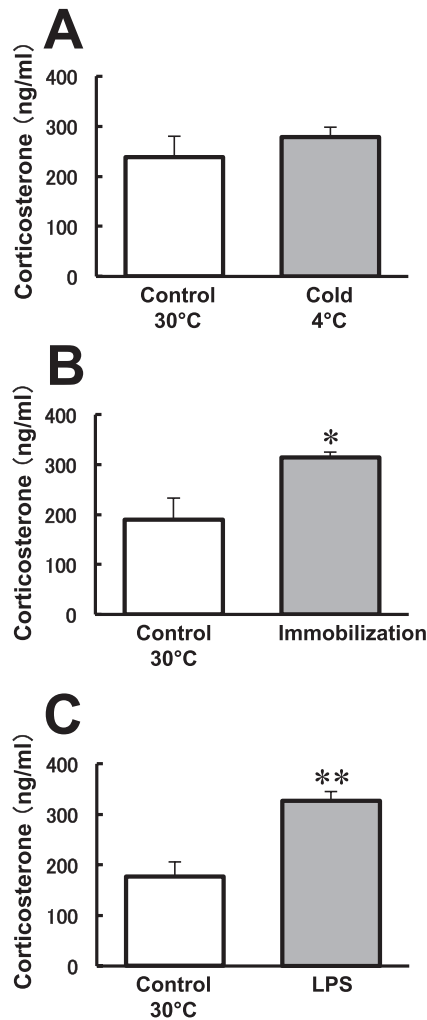 A
Corticosterone (ng/ml)
400
300
200
100
0
Control
30°C
Cold
4°C
B
Corticosterone (ng/ml)
400
300
200
100
0
*
Control
30°C
Immobilization
C
Corticosterone (ng/ml)
400
300
200
100
0
**
Control
30°C
LPS